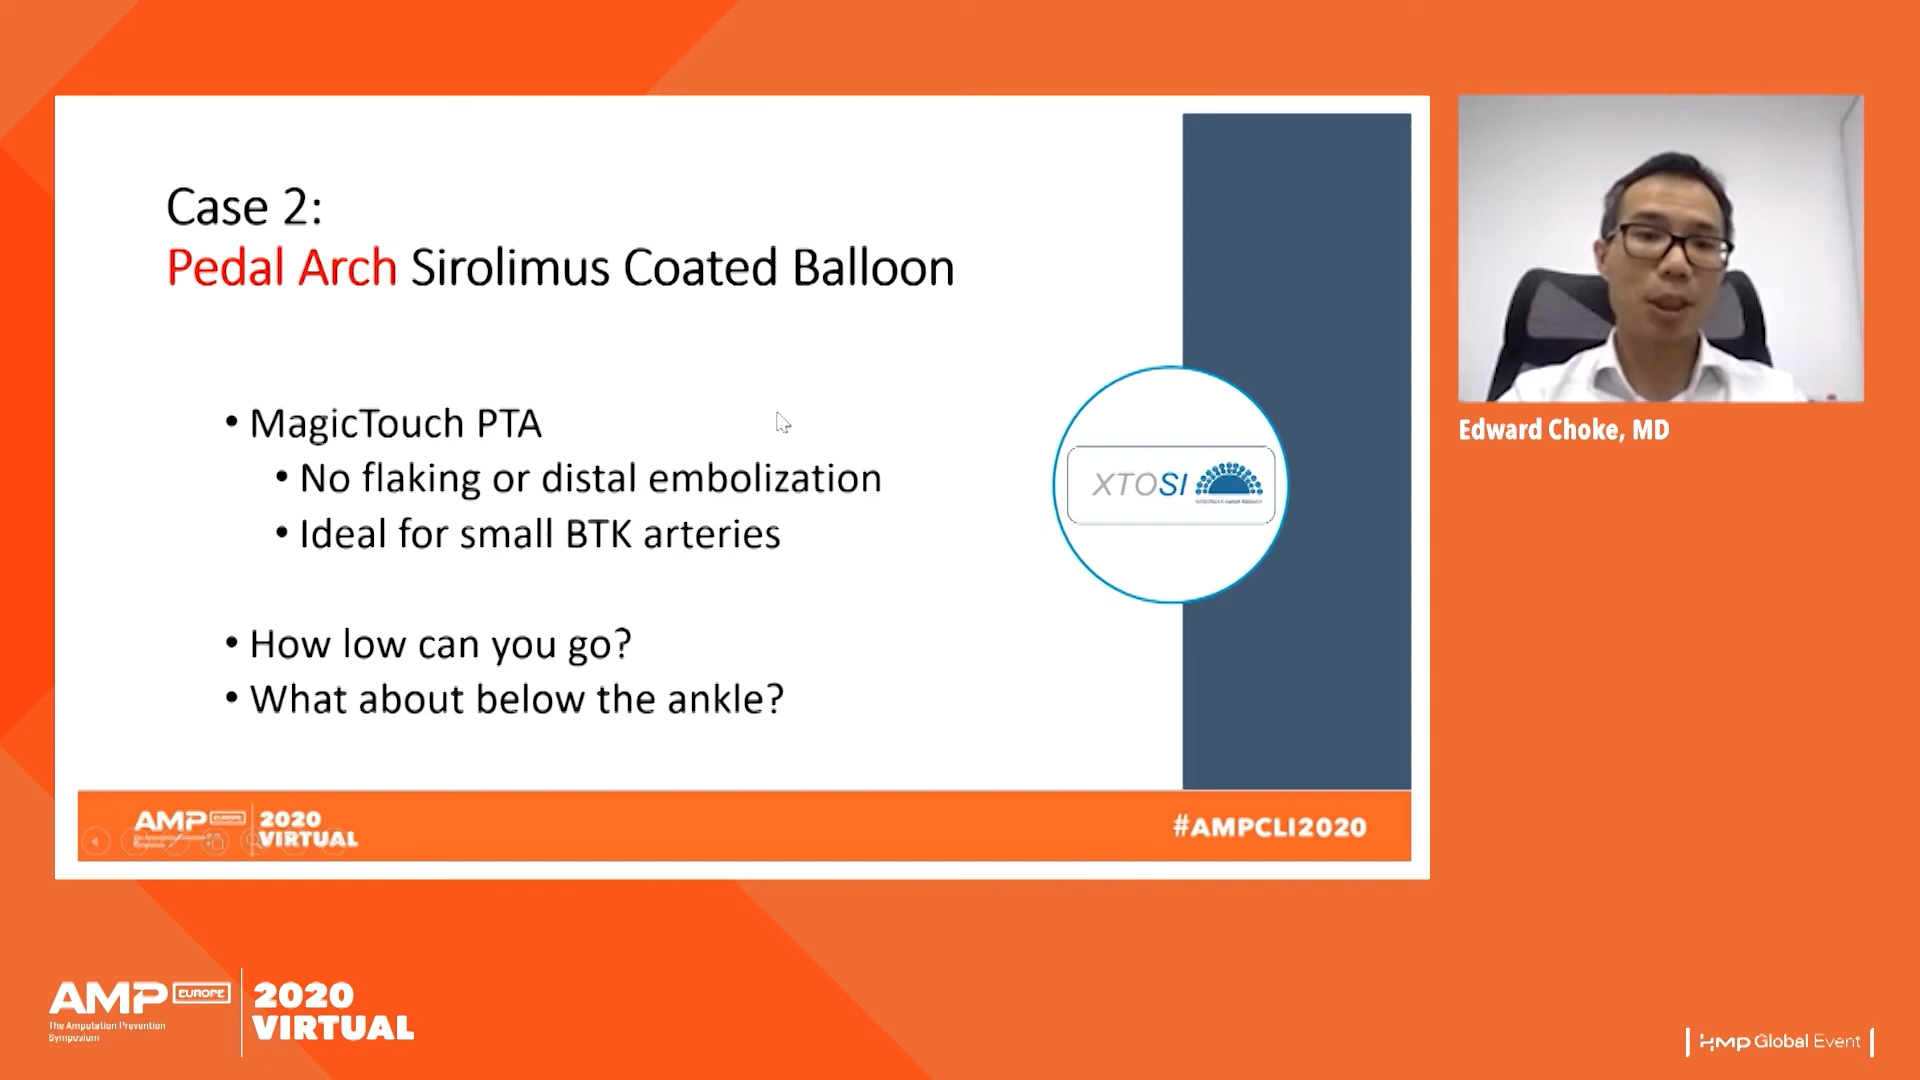 Case 2:
Pedal Arch Sirolimus Coated Balloon
• MagicTouch PTA
• No flaking or distal embolization
• Ideal for small BTK arteries
• How low can you go?
• What about below the ankle?
XTOSI
AMP EUROPE
2020
VIRTUAL
#AMPCLI2020
Edward Choke, MD
AMP EUROPE
The Amputation Prevention
Symposium
2020
VIRTUAL
HMP Global Event